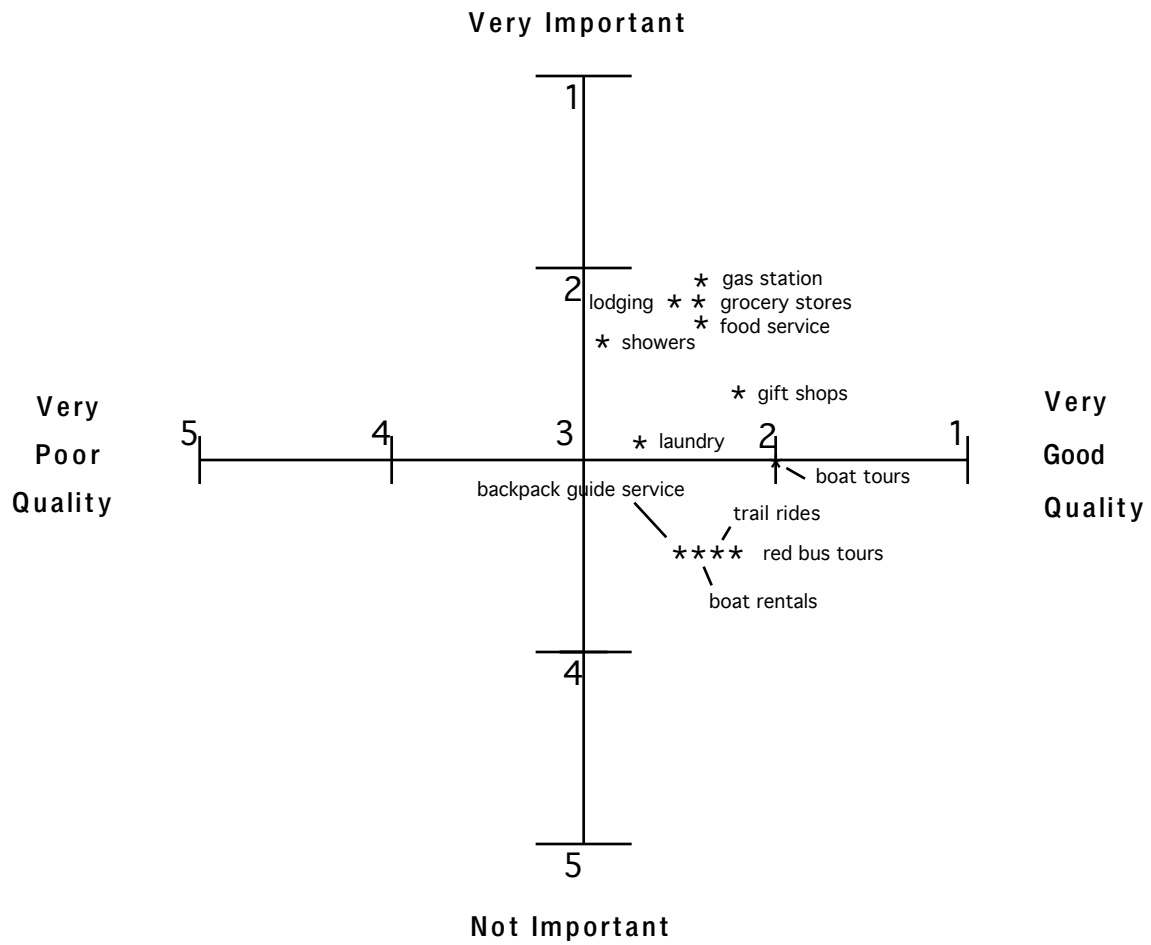 Very Important
1
2
* gas station
lodging * * grocery stores
* food service
* showers
* gift shops
Very
Poor
Quality
5
4
3
2
1
Very
Good
Quality
* laundry
* boat tours
backpack guide service
trail rides
* * * * red bus tours
boat rentals
4
5
Not Important